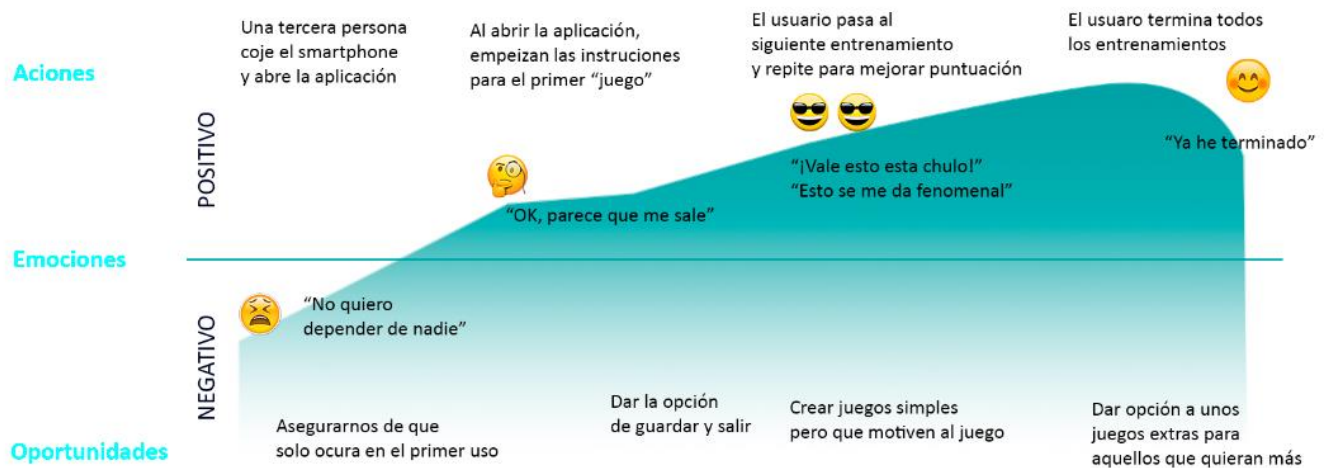 Aciones
Una tercera persona
coje el smartphone
y abre la aplicación
Al abrir la aplicación,
empeizan las instruciones
para el primer “juego”
El usuario pasa al
siguiente entrenamiento
y repite para mejorar puntuación
El usuaro termina todos
los entrenamientos
POSITIVO
“OK, parece que me sale”
“¡Vale esto esta chulo!”
“Esto se me da fenomenal”
“Ya he terminado”
Emociones
NEGATIVO
“No quiero
depender de nadie”
Oportunidades
Asegurarnos de que
solo ocura en el primer uso
Dar la opción
de guardar y salir
Crear juegos simples
pero que motiven al juego
Dar opción a unos
juegos extras para
aquellos que quieran más